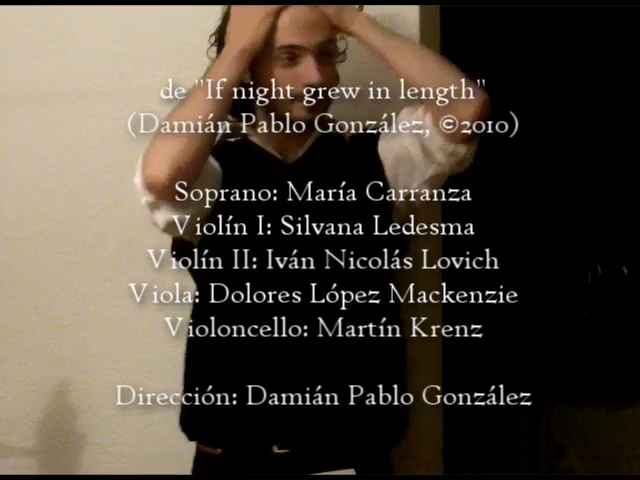 de "If night grew in length"
(Damián Pablo González, ©2010)
Soprano: María Carranza
Violín I: Silvana Ledesma
Violín II: Iván Nicolás Lovich
Viola: Dolores López Mackenzie
Violoncello: Martín Krenz
Dirección: Damián Pablo González